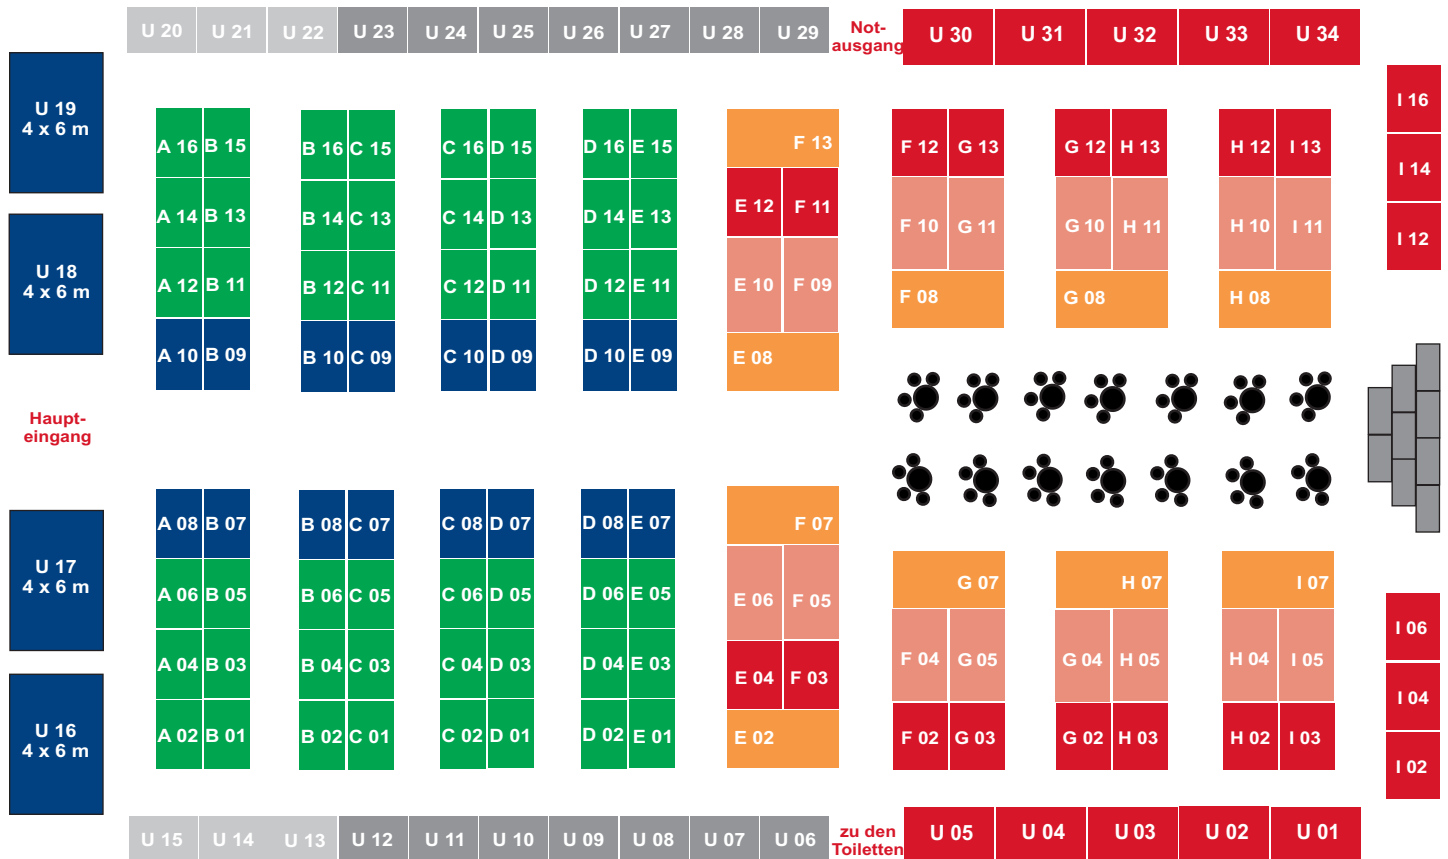 U 20 U 21 U 22 U 23 U 24 U 25 U 26 U 27 U 28 U 29
Not-
ausgang
U 30 U 31 U 32 U 33 U 34
U 19
4 x 6 m
U 18
4 x 6 m
I 16
I 14
I 12
A 16 B 15 B 16 C 15 C 16 D 15 D 16 E 15 F 13 F 12 G 13 G 12 H 13 H 12 I 13
A 14 B 13 B 14 C 13 C 14 D 13 D 14 E 13 E 12 F 11 F 10 G 11 G 10 H 11 H 10 I 11
A 12 B 11 B 12 C 11 C 12 D 11 D 12 E 11 E 10 F 09 F 08 G 08 H 08
A 10 B 09 B 10 C 09 C 10 D 09 D 10 E 09 E 08
Haupt-
eingang
U 17
4 x 6 m
U 16
4 x 6 m
A 08 B 07 B 08 C 07 C 08 D 07 D 08 E 07 F 07
A 06 B 05 B 06 C 05 C 06 D 05 D 06 E 05 E 06 F 05 G 07 H 07 I 07
A 04 B 03 B 04 C 03 C 04 D 03 D 04 E 03 E 04 F 03 F 04 G 05 G 04 H 05 H 04 I 05
A 02 B 01 B 02 C 01 C 02 D 01 D 02 E 01 E 02 F 02 G 03 G 02 H 03 H 02 I 03
I 06
I 04
I 02
U 15 U 14 U 13 U 12 U 11 U 10 U 09 U 08 U 07 U 06
zu den
Toiletten
U 05 U 04 U 03 U 02 U 01